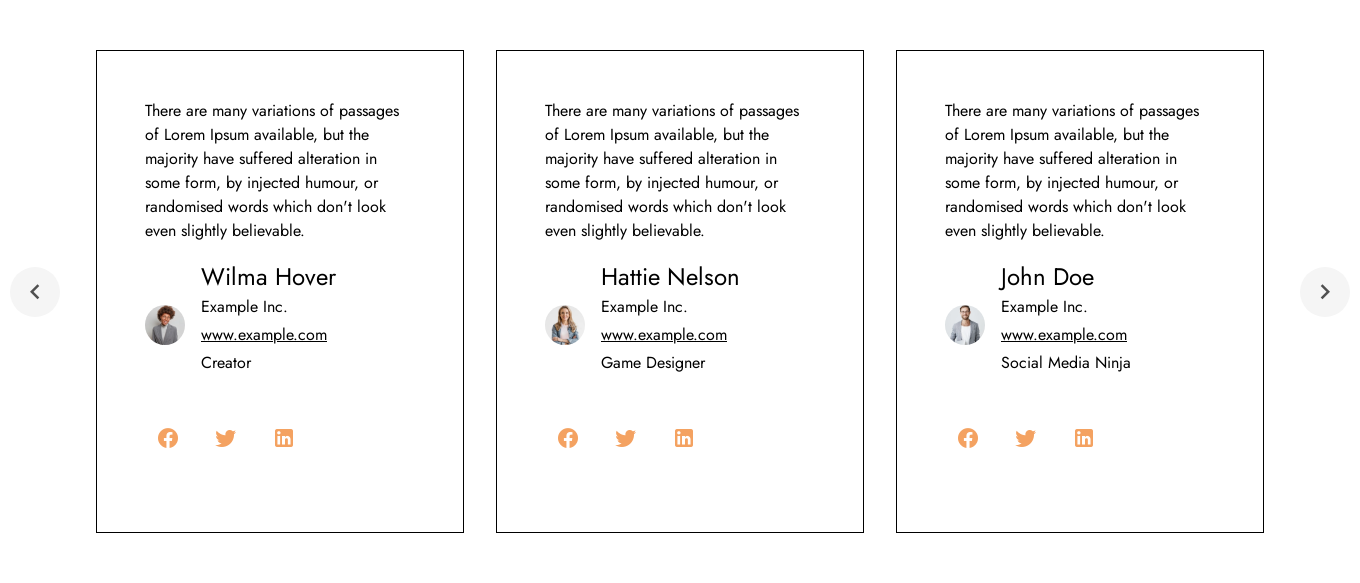 There are many variations of passages
of Lorem Ipsum available, but the
majority have suffered alteration in
some form, by injected humour, or
randomised words which don't look
even slightly believable.
Wilma Hover
Example Inc.
www.example.com
Creator
There are many variations of passages
of Lorem Ipsum available, but the
majority have suffered alteration in
some form, by injected humour, or
randomised words which don't look
even slightly believable.
Hattie Nelson
Example Inc.
www.example.com
Game Designer
There are many variations of passages
of Lorem Ipsum available, but the
majority have suffered alteration in
some form, by injected humour, or
randomised words which don't look
even slightly believable.
John Doe
Example Inc.
www.example.com
Social Media Ninja